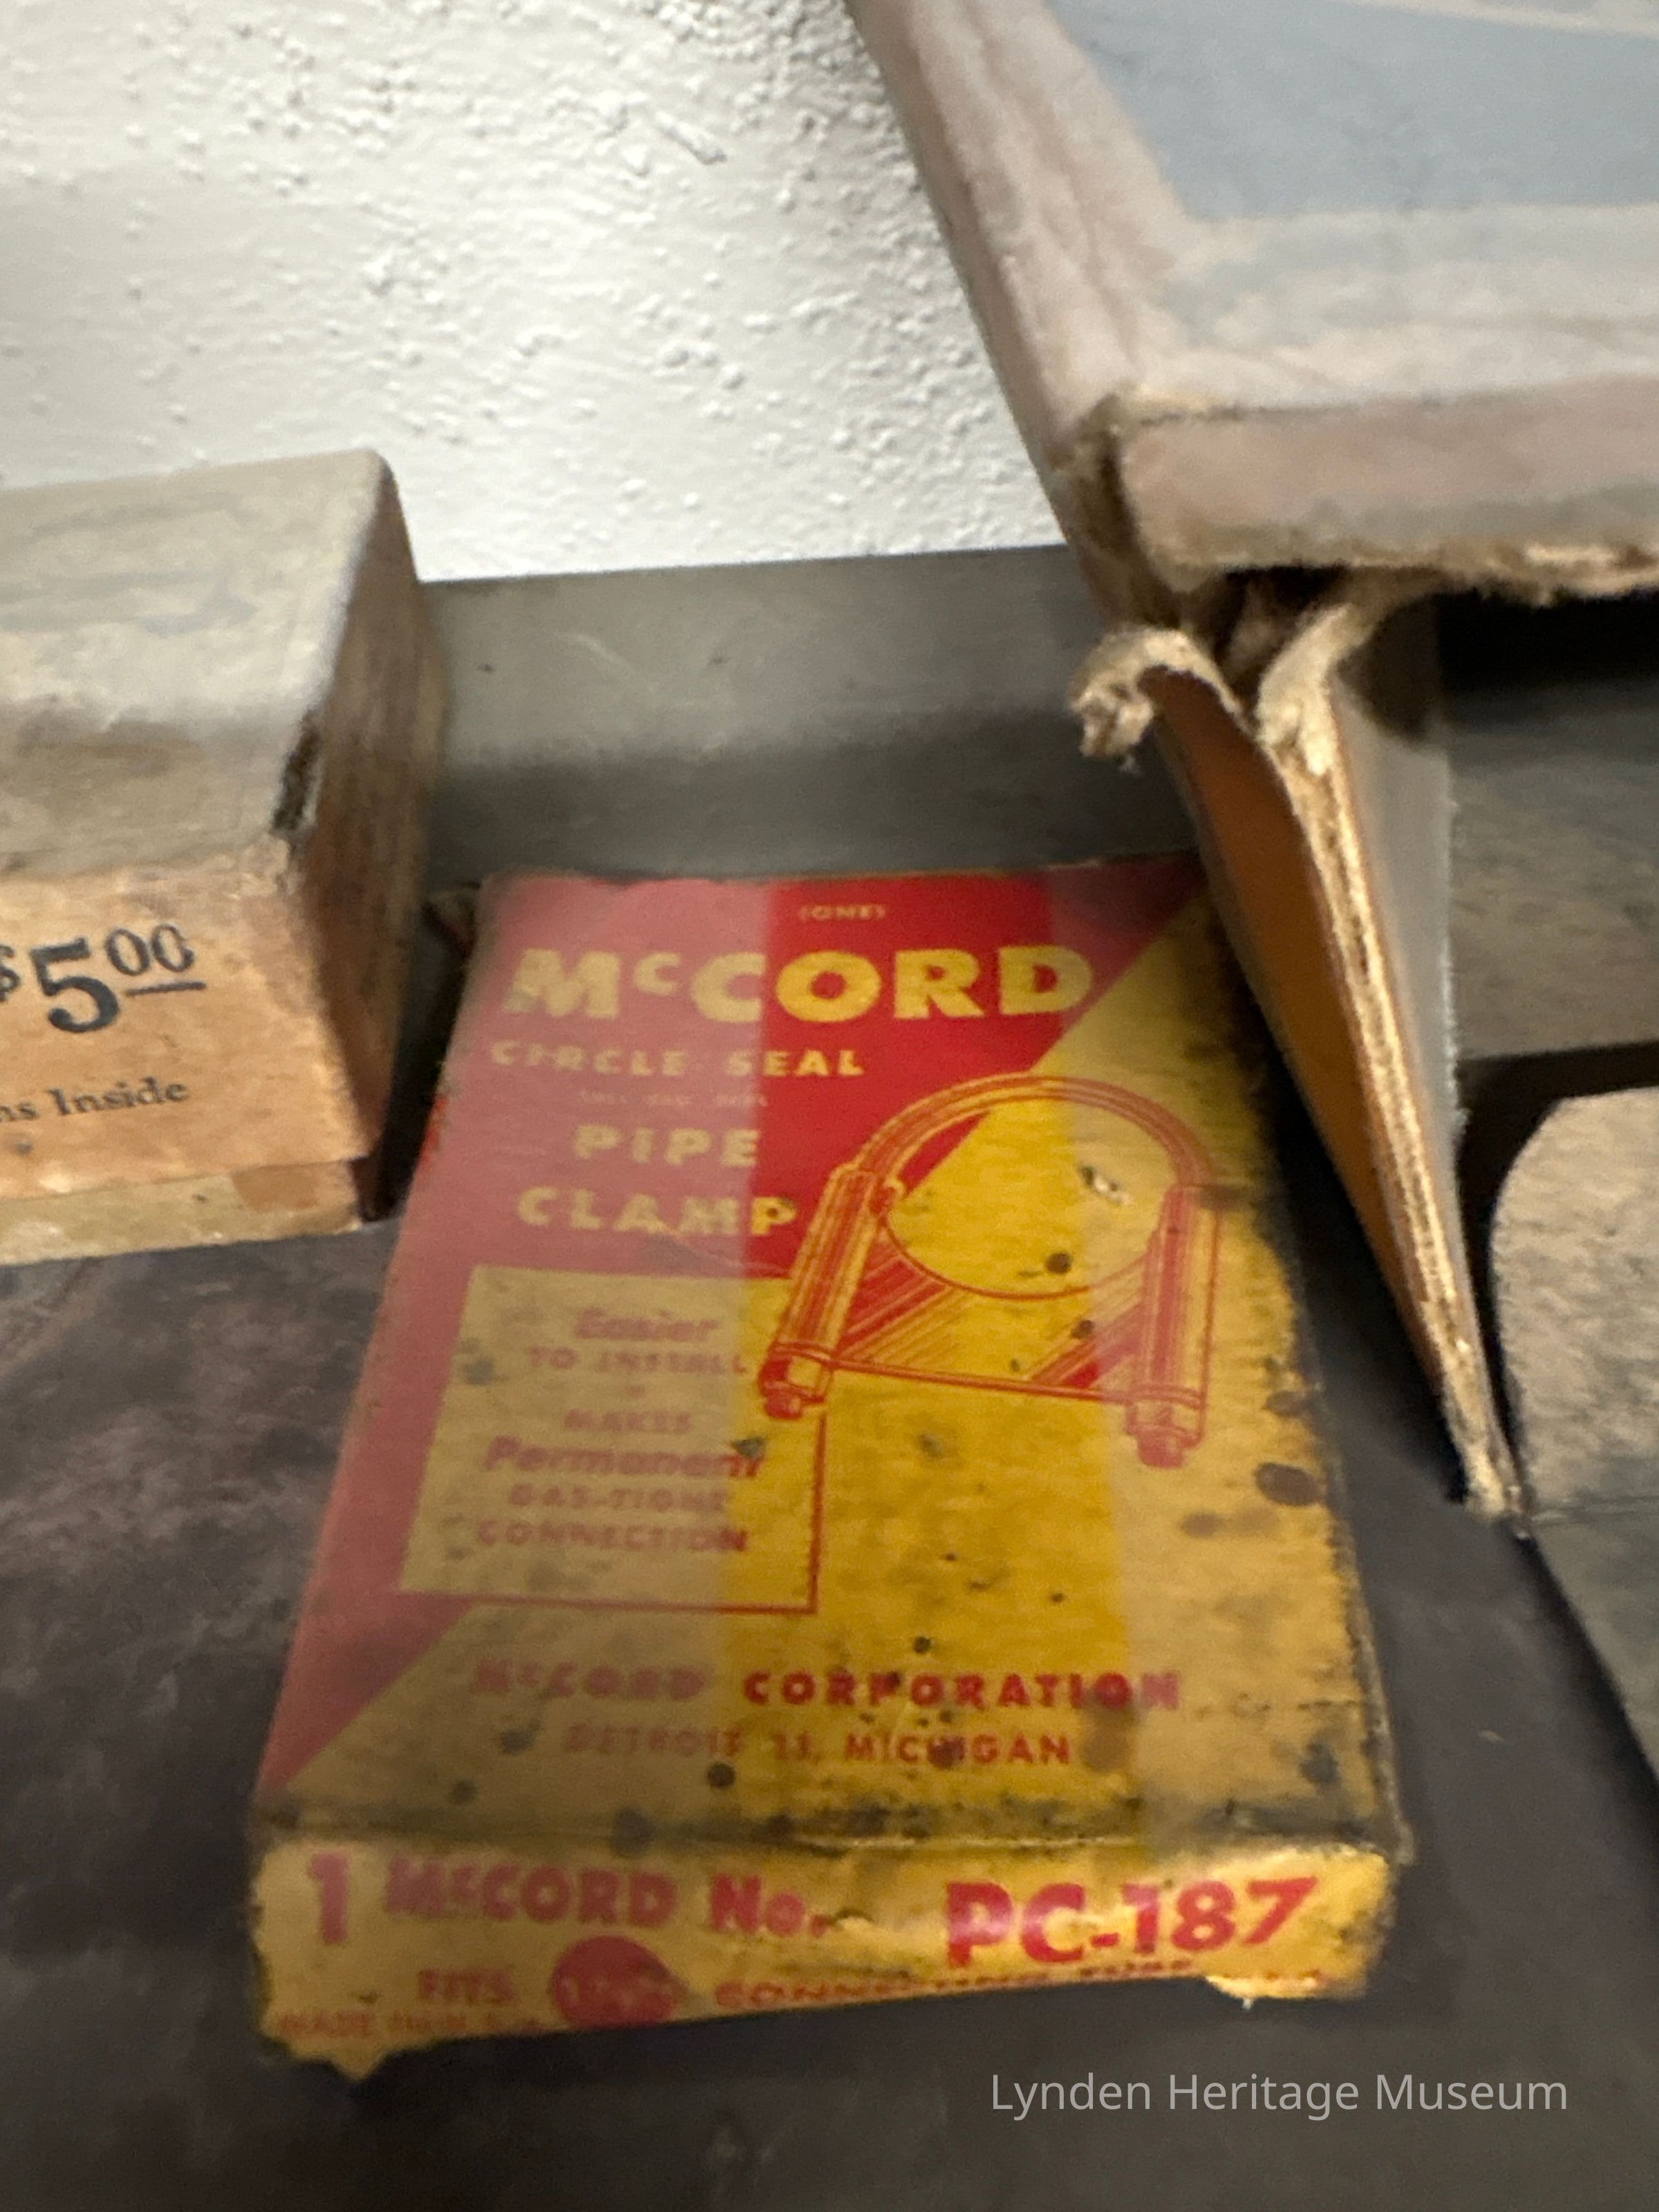 $5 00
ns Inside
(ONE)
McCORD
CIRCLE SEAL
PIPE
CLAMP
Easier
TO INSTALL
MAKES
Permanent
GAS-TIGHT
CONNECTION
McCORD CORPORATION
DETROIT 11, MICHIGAN
1 McCORD No. PC-187
FITS
Lynden Heritage Museum